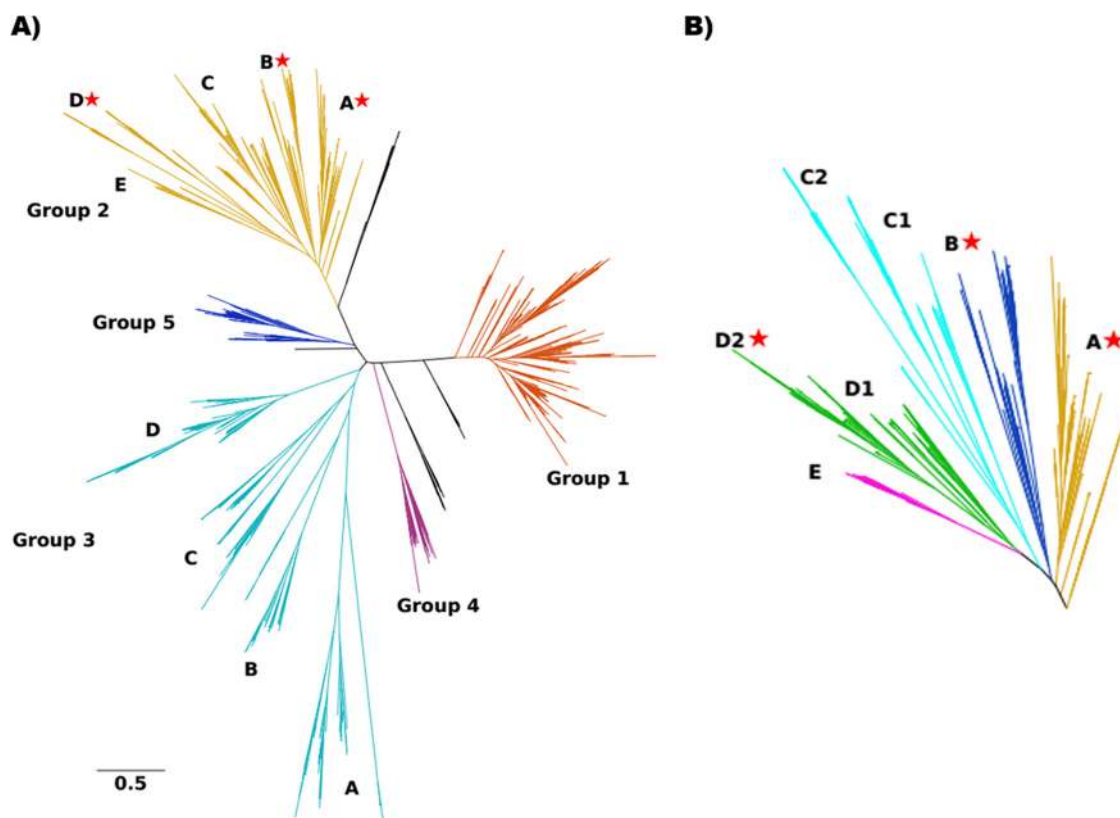 A)
B★
C
A★
D★
E
Group 2
Group 5
D
Group 1
Group 3
C
Group 4
B
A
0.5
B)
C2
C1
B★
A★
D2★
D1
E